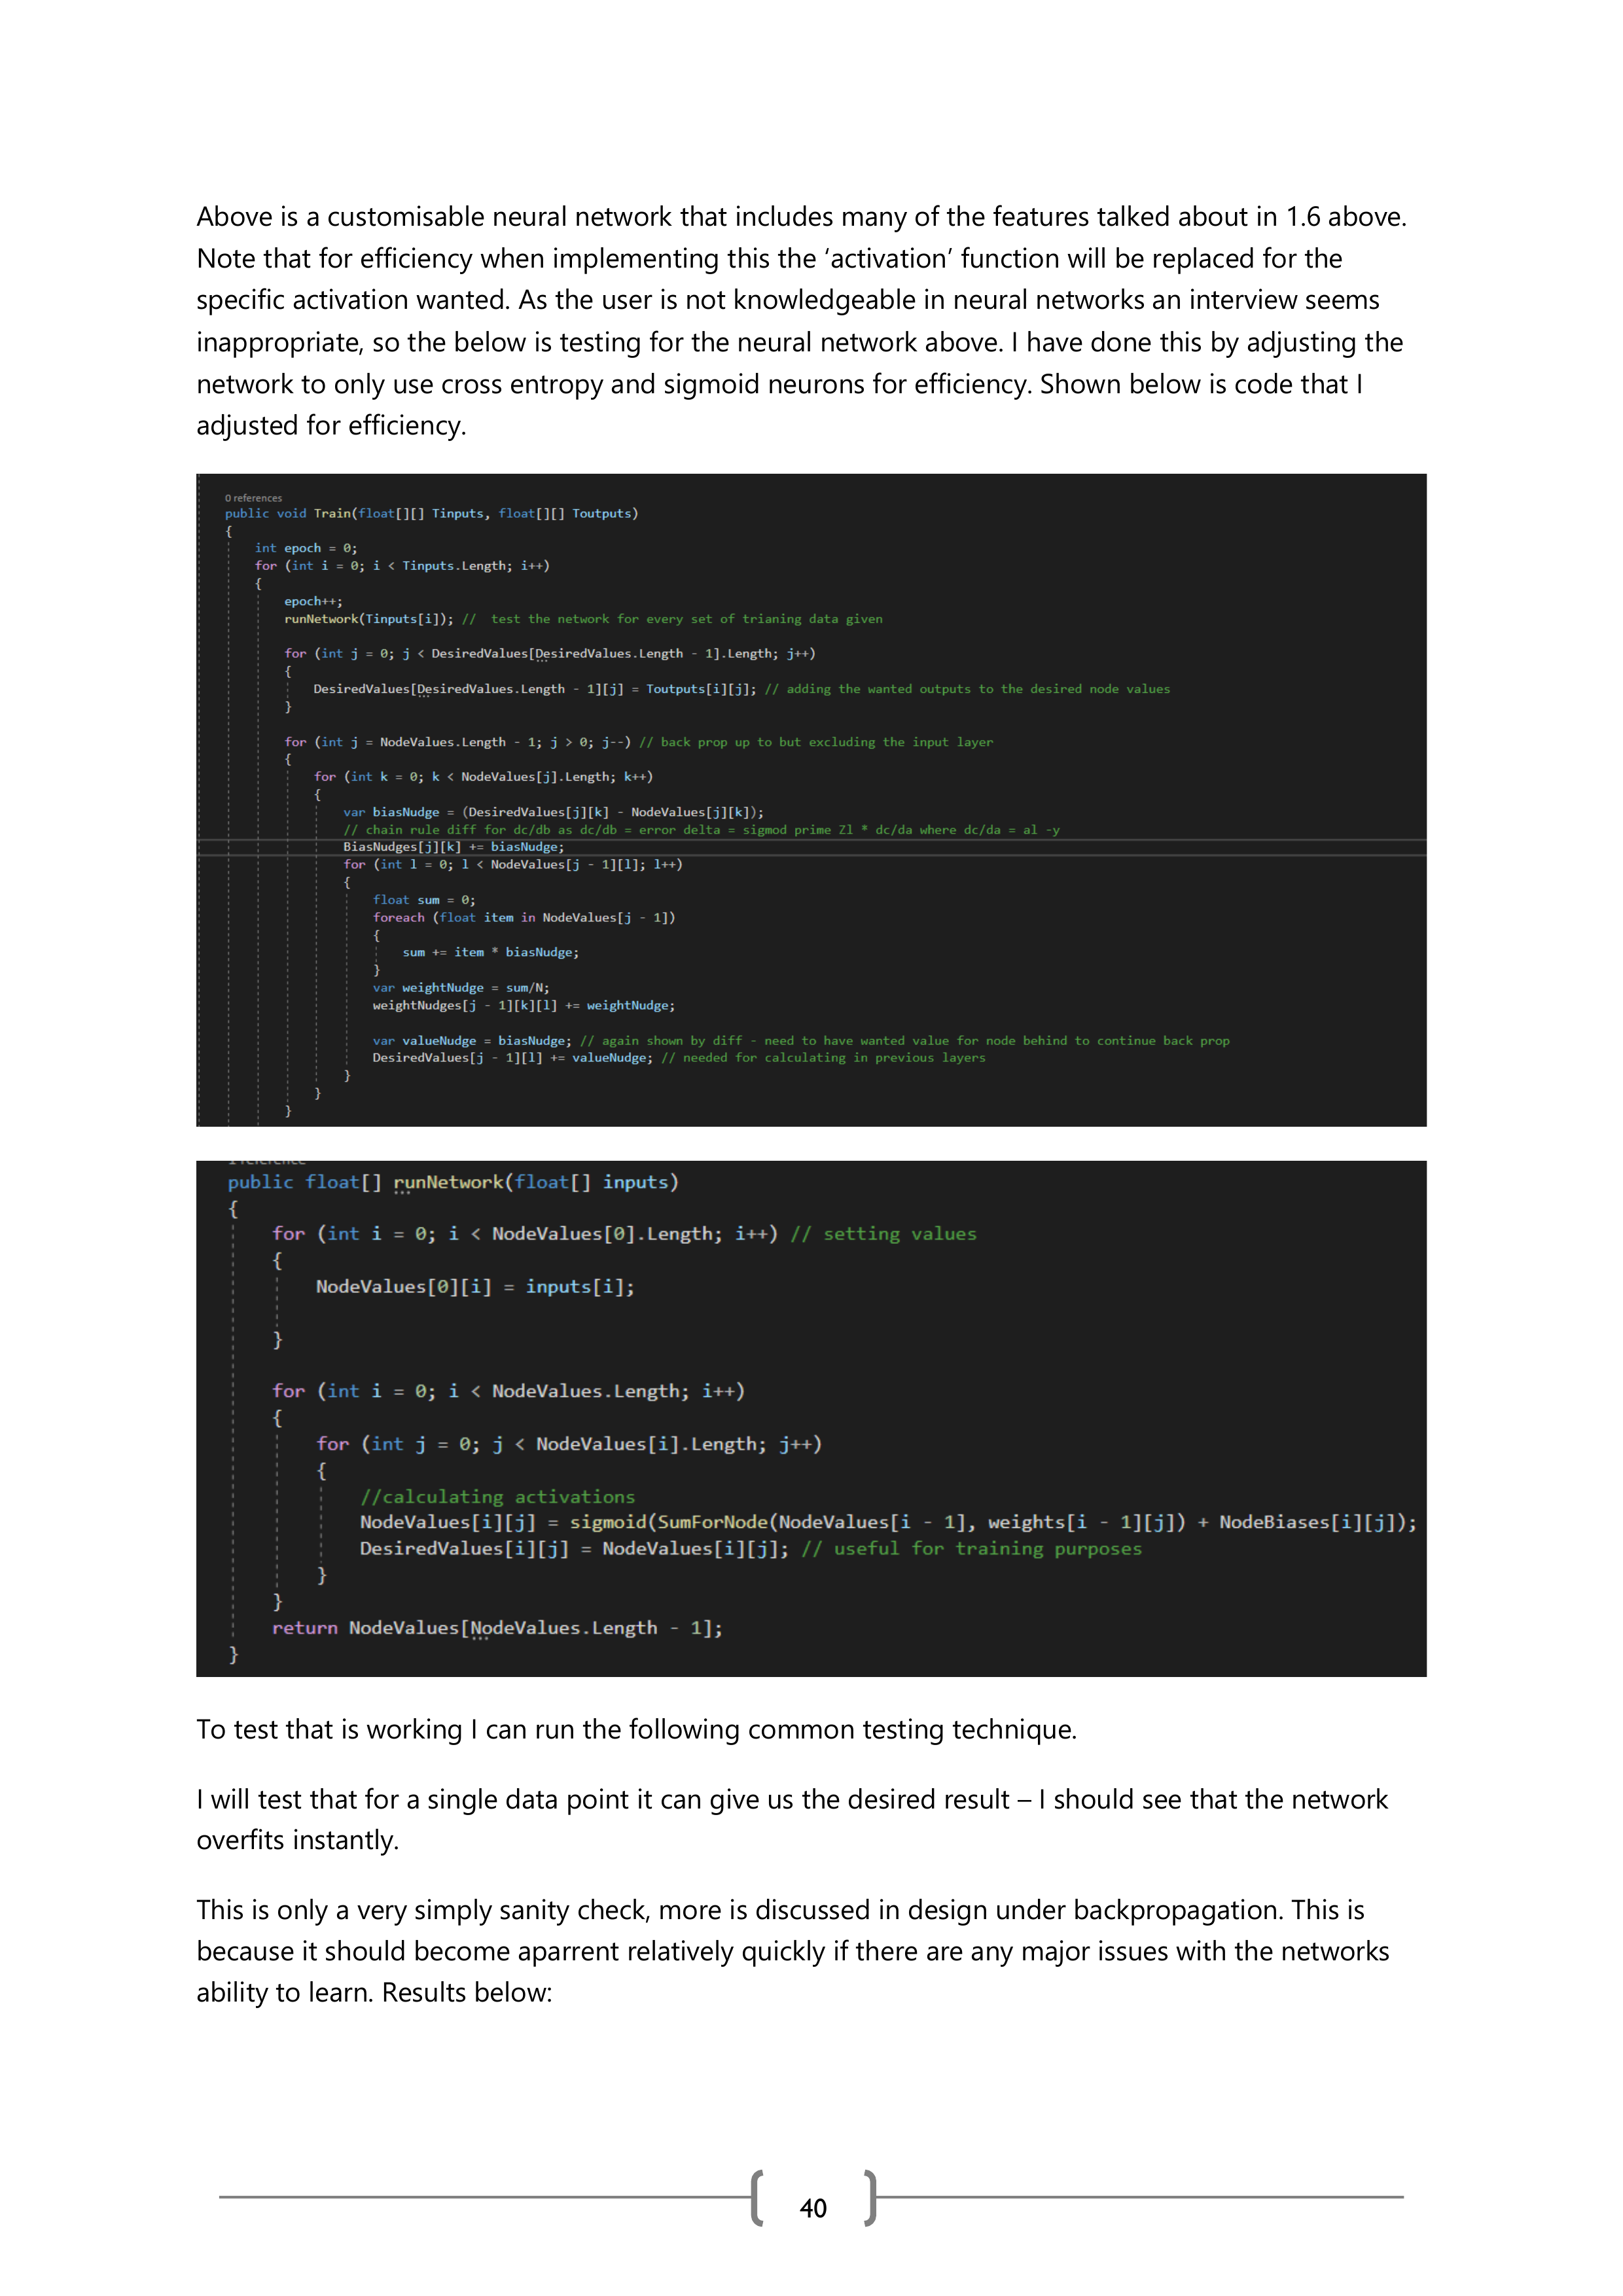 Above is a customisable neural network that includes many of the features talked about in 1.6 above.
Note that for efficiency when implementing this the ‘activation’ function will be replaced for the
specific activation wanted. As the user is not knowledgeable in neural networks an interview seems
inappropriate, so the below is testing for the neural network above. I have done this by adjusting the
network to only use cross entropy and sigmoid neurons for efficiency. Shown below is code that I
adjusted for efficiency.
0 references
public void Train(float[][] Tinputs, float[][] Toutputs)
{
int epoch = 0;
for (int i = 0; i < Tinputs.Length; i++)
{
epoch++;
runNetwork(Tinputs[i]); //  test the network for every set of trianing data given
for (int j = 0; j < DesiredValues[DesiredValues.Length - 1].Length; j++)
{
DesiredValues[DesiredValues.Length - 1][j] = Toutputs[i][j]; // adding the wanted outputs to the desired node values
}
for (int j = NodeValues.Length - 1; j > 0; j--) // back prop up to but excluding the input layer
{
for (int k = 0; k < NodeValues[j].Length; k++)
{
var biasNudge = (DesiredValues[j][k] - NodeValues[j][k]);
// chain rule diff for dc/db as dc/db = error delta = sigmod prime Zl * dc/da where dc/da = al -y
BiasNudges[j][k] += biasNudge;
for (int l = 0; l < NodeValues[j - 1][l]; l++)
{
float sum = 0;
foreach (float item in NodeValues[j - 1])
{
sum += item * biasNudge;
}
var weightNudge = sum/N;
weightNudges[j - 1][k][l] += weightNudge;
var valueNudge = biasNudge; // again shown by diff - need to have wanted value for node behind to continue back prop
DesiredValues[j - 1][l] += valueNudge; // needed for calculating in previous layers
}
}
}
1 reference
public float[] runNetwork(float[] inputs)
{
for (int i = 0; i < NodeValues[0].Length; i++) // setting values
{
NodeValues[0][i] = inputs[i];
}
for (int i = 0; i < NodeValues.Length; i++)
{
for (int j = 0; j < NodeValues[i].Length; j++)
{
//calculating activations
NodeValues[i][j] = sigmoid(SumForNode(NodeValues[i - 1], weights[i - 1][j]) + NodeBiases[i][j]);
DesiredValues[i][j] = NodeValues[i][j]; // useful for training purposes
}
}
return NodeValues[NodeValues.Length - 1];
}
To test that is working I can run the following common testing technique.
I will test that for a single data point it can give us the desired result – I should see that the network
overfits instantly.
This is only a very simply sanity check, more is discussed in design under backpropagation. This is
because it should become aparrent relatively quickly if there are any major issues with the networks
ability to learn. Results below:
40